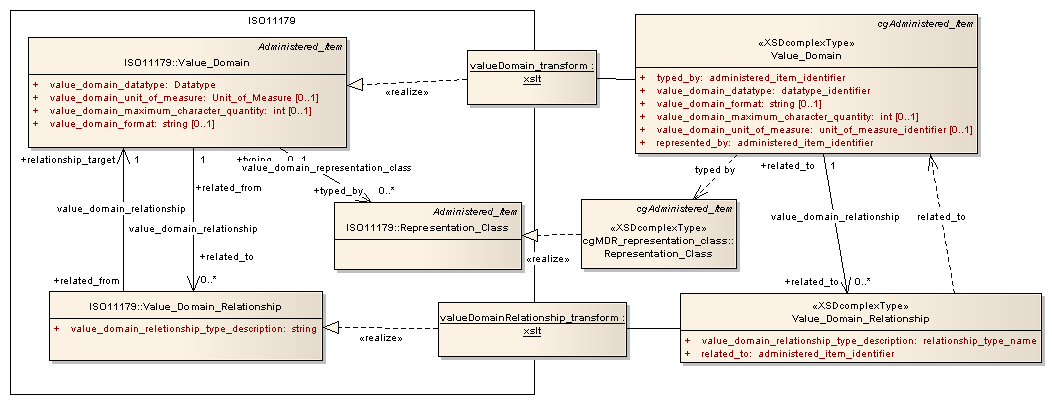 ISO11179
Administered_Item
ISO11179::Value_Domain
+ value_domain_datatype: Datatype
+ value_domain_unit_of_measure: Unit_of_Measure [0..1]
+ value_domain_maximum_character_quantity: int [0..1]
+ value_domain_format: string [0..1]
valueDomain_transform :
xslt
«realize»
cgAdministered_Item
«XSDcomplexType»
Value_Domain
+ typed_by: administered_item_identifier
+ value_domain_datatype: datatype_identifier
+ value_domain_format: string [0..1]
+ value_domain_maximum_character_quantity: int [0..1]
+ value_domain_unit_of_measure: unit_of_measure_identifier [0..1]
+ represented_by: administered_item_identifier
+relationship_target 1
1
+typing 0..1
value_domain_representation_class
+related_from
+typed_by 0..*
value_domain_relationship
value_domain_relationship
+related_to
+related_from
0..*
Administered_Item
ISO11179::Representation_Class
typed by
+related_to 1
cgAdministered_Item
«XSDcomplexType»
cgMDR_representation_class::
Representation_Class
«realize»
value_domain_relationship
related_to
+related_to 0..*
ISO11179::Value_Domain_Relationship
+ value_domain_reletionship_type_description: string
«realize»
valueDomainRelationship_transform :
xslt
«XSDcomplexType»
Value_Domain_Relationship
+ value_domain_relationship_type_description: relationship_type_name
+ related_to: administered_item_identifier